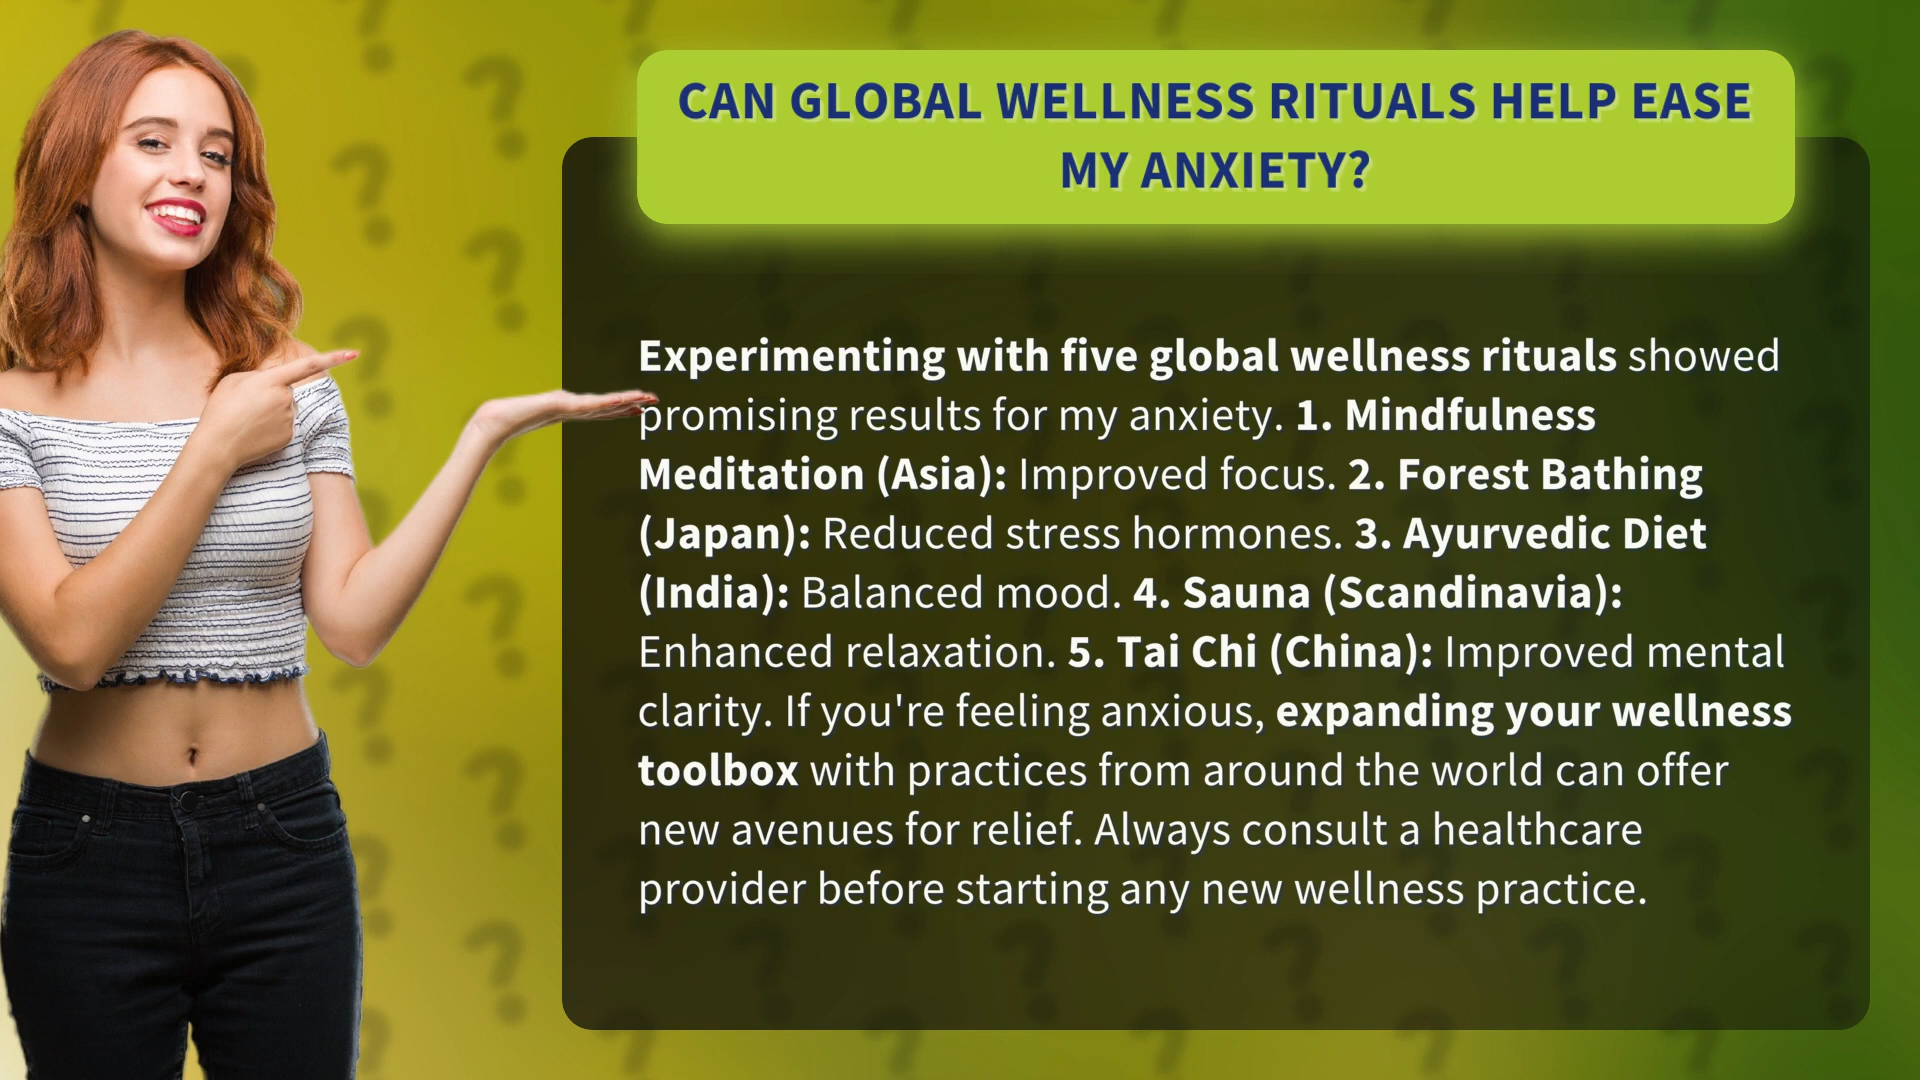 CAN GLOBAL WELLNESS RITUALS HELP EASE
MY ANXIETY?
Experimenting with five global wellness rituals showed
promising results for my anxiety. 1. Mindfulness
Meditation (Asia): Improved focus. 2. Forest Bathing
(Japan): Reduced stress hormones. 3. Ayurvedic Diet
(India): Balanced mood. 4. Sauna (Scandinavia):
Enhanced relaxation. 5. Tai Chi (China): Improved mental
clarity. If you're feeling anxious, expanding your wellness
toolbox with practices from around the world can offer
new avenues for relief. Always consult a healthcare
provider before starting any new wellness practice.